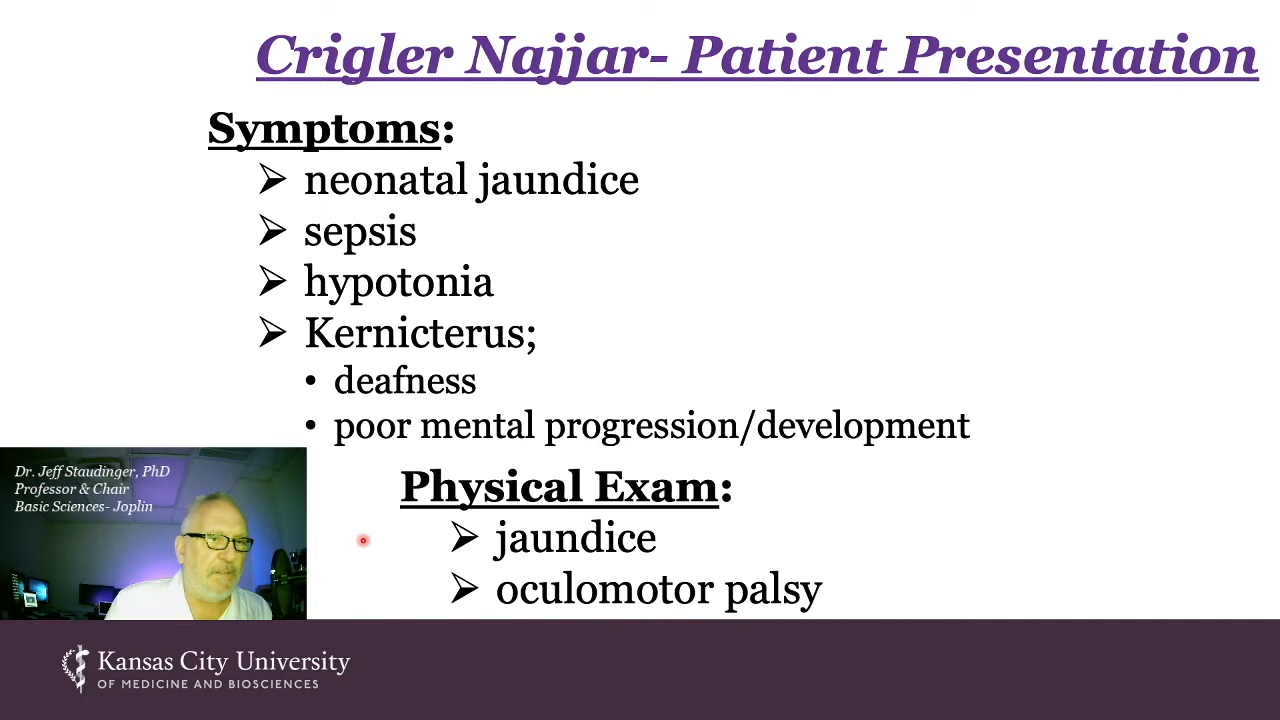 Crigler Najjar- Patient Presentation
Symptoms:
➢ neonatal jaundice
➢ sepsis
➢ hypotonia
➢ Kernicterus;
• deafness
• poor mental progression/development
Dr. Jeff Staudinger, PhD
Professor & Chair
Basic Sciences- Joplin
Physical Exam:
➢ jaundice
➢ oculomotor palsy
Kansas City University
OF MEDICINE AND BIOSCIENCES